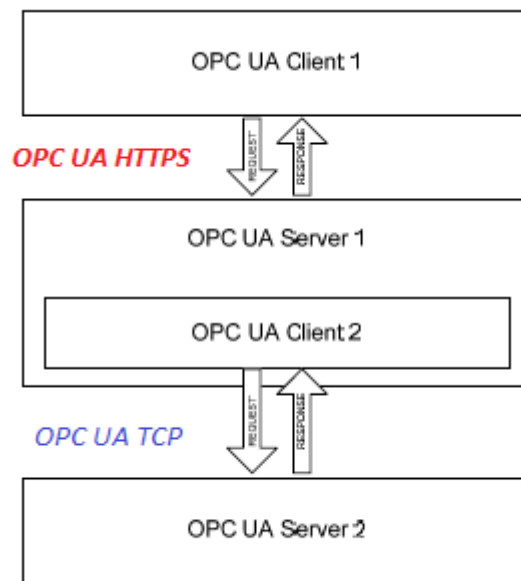 OPC UA Client 1
OPC UA HTTPS
REQUEST
RESPONSE
OPC UA Server 1
OPC UA Client 2
OPC UA TCP
REQUEST
RESPONSE
OPC UA Server 2